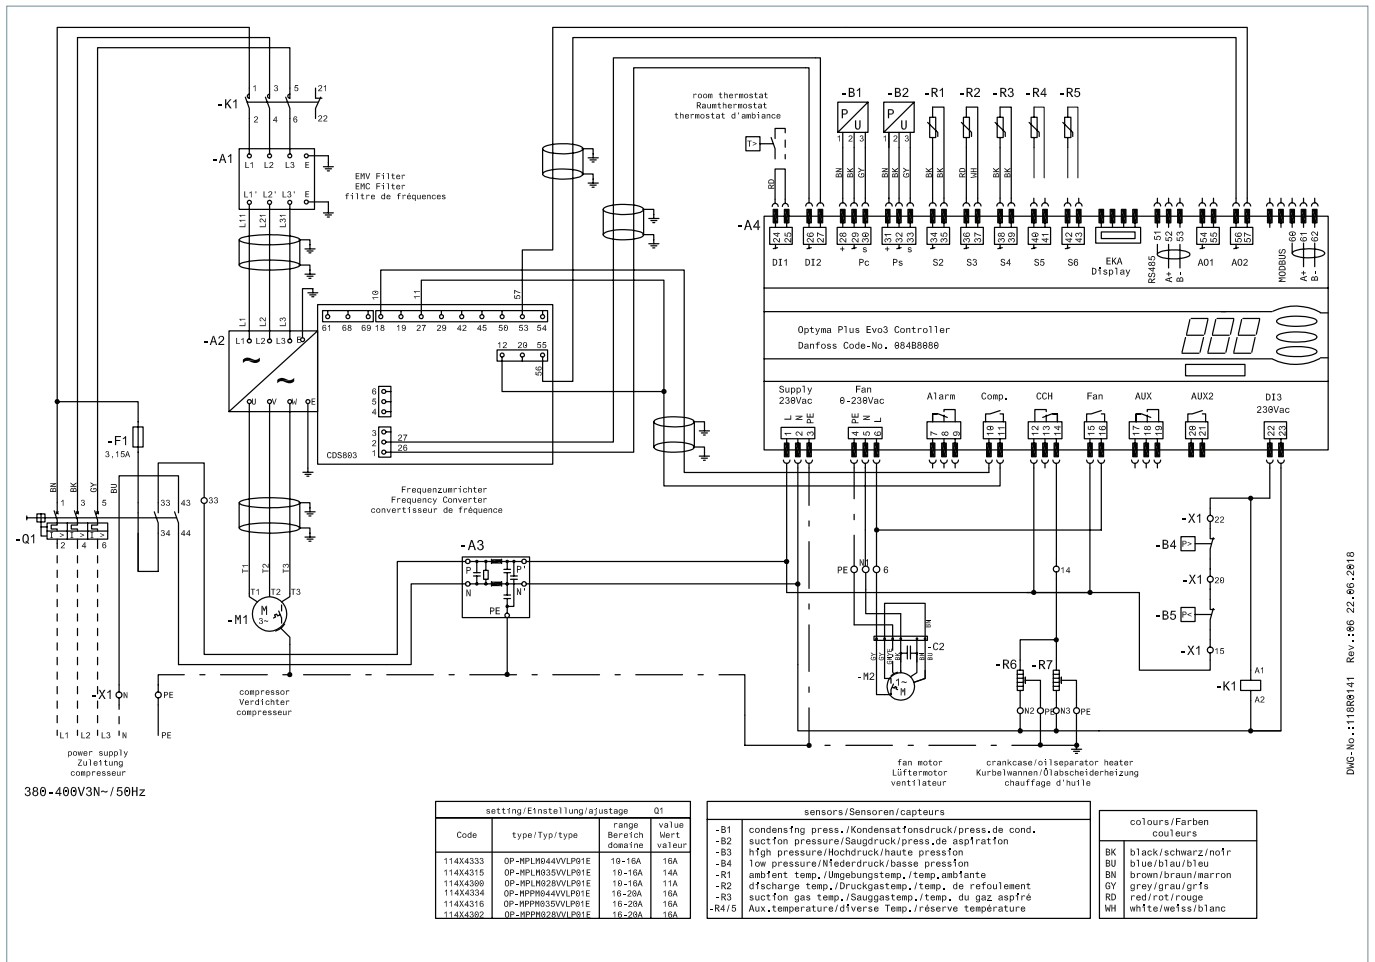 -K1
1 3 5 21
2 4 6 22
-A1
L1 L2 L3 E
L1' L2' L3' E
L11 L21 L31
EMV Filter
EMC Filter
filtre de fréquences
L1 L2 L3
-A2
L1 L2 L3 E
U V W E
61 68 69 18 19 27 29 42 45 50 53 54
10 11 57
12 20 55
56
6
5
4
3
2 27
1 26
CDS803
Frequenzumrichter
Frequency Converter
convertisseur de fréquence
-F1
3,15A
BN BK GY BU
1 3 5 33 43 33
-Q1
I > I > I >
2 4 6 34 44
T1 T2 T3
T1 T2 T3
-M1
M
3~
compressor
Verdichter
compresseur
-A3
P P'
N N'
PE
-X1 N PE
L1 L2 L3 N PE
power supply
Zuleitung
compresseur
380-400V3N~/50Hz
room thermostat
Raumthermostat
thermostat d'ambiance
T>
RD
-B1 -B2 -R1 -R2 -R3 -R4 -R5
P U P U
1 2 3 1 2 3
BN BK GY BN BK GY BK BK RD WH BK BK
-A4
24 25 26 27 28 29 30 31 32 33 34 35 36 37 38 39 40 41 42 43 51 52 53 54 55 56 57 60 61 62
+ s + s
DI1 DI2 Pc Ps S2 S3 S4 S5 S6 EKA Display RS485 A+ B- AO1 AO2 MODBUS A+ B-
Optyma Plus Evo3 Controller
Danfoss Code-No. 084B8080
Supply
230Vac
Fan
0-230Vac
Alarm Comp. CCH Fan AUX AUX2
DI3
230Vac
L N PE PE N L
1 2 3 4 5 6 7 8 9 10 11 12 13 14 15 16 17 18 19 20 21 22 23
PE N1 6 14
-X1 22
-B4 P>
-X1 20
-B5 P<
-X1 15
-C2
BN
-M2
1~
M
-R6 -R7
N2 PE N3 PE
-K1
A1
A2
fan motor
Lüftermotor
ventilateur
crankcase/oilseparator heater
Kurbelwannen/Ölabscheiderheizung
chauffage d'huile
DWG-No.:118R0141 Rev.:06 22.06.2018
setting/Einstellung/ajustage Q1
Code type/Typ/type range Bereich domaine value Wert valeur
114X4333 OP-MPLM044VVLP01E 10-16A 16A
114X4315 OP-MPLM035VVLP01E 10-16A 14A
114X4300 OP-MPLM028VVLP01E 10-16A 11A
114X4334 OP-MPPM044VVLP01E 16-20A 16A
114X4316 OP-MPPM035VVLP01E 16-20A 16A
114X4302 OP-MPPM028VVLP01E 16-20A 16A
sensors/Sensoren/capteurs
-B1 condensing press./Kondensationsdruck/press.de cond.
-B2 suction pressure/Saugdruck/press.de aspiration
-B3 high pressure/Hochdruck/haute pression
-B4 low pressure/Niederdruck/basse pression
-R1 ambient temp./Umgebungstemp./temp.ambiante
-R2 discharge temp./Druckgastemp./temp. de refoulement
-R3 suction gas temp./Sauggastemp./temp. du gaz aspiré
-R4/5 Aux.temperature/diverse Temp./réserve température
colours/Farben
couleurs
BK black/schwarz/noir
BU blue/blau/bleu
BN brown/braun/marron
GY grey/grau/gris
RD red/rot/rouge
WH white/weiss/blanc